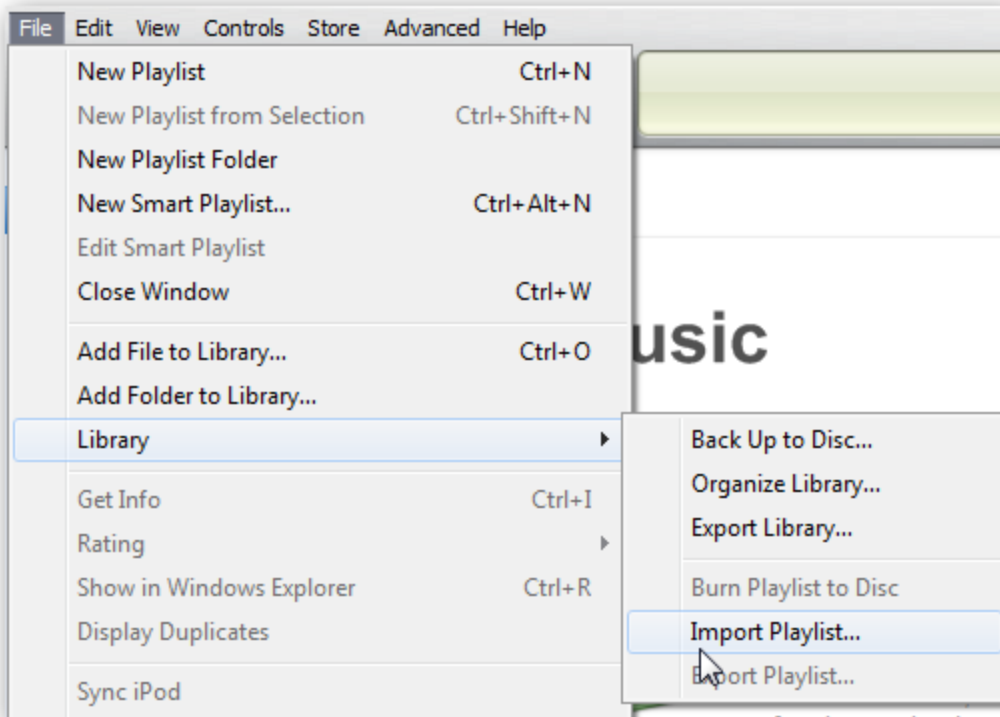 File Edit View Controls Store Advanced Help
New Playlist Ctrl+N
New Playlist from Selection Ctrl+Shift+N
New Playlist Folder
New Smart Playlist... Ctrl+Alt+N
Edit Smart Playlist
Close Window Ctrl+W
Add File to Library... Ctrl+O
Add Folder to Library...
Library
Get Info Ctrl+I
Rating
Show in Windows Explorer Ctrl+R
Display Duplicates
Sync iPod
usic
Back Up to Disc...
Organize Library...
Export Library...
Burn Playlist to Disc
Import Playlist...
Export Playlist...